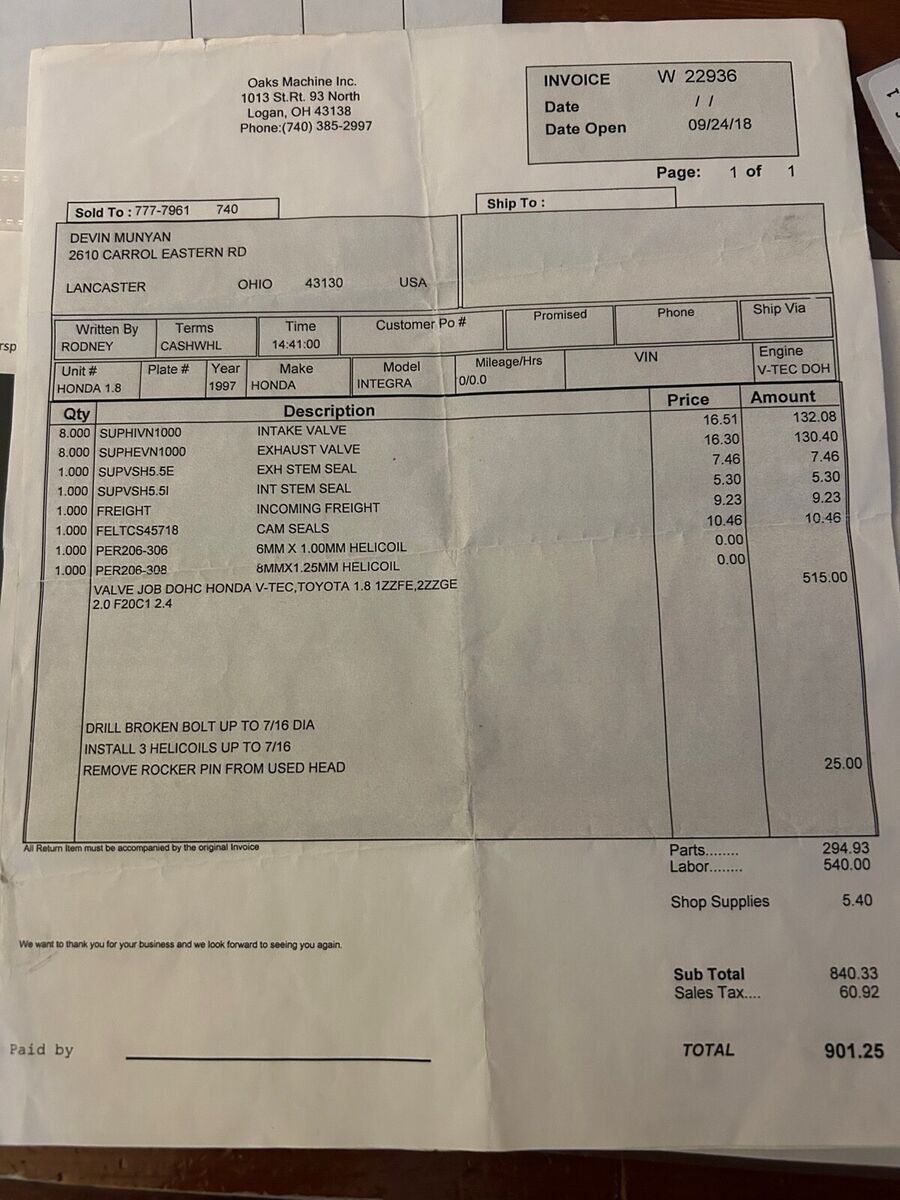 Oaks Machine Inc.
1013 St.Rt. 93 North
Logan, OH 43138
Phone:(740) 385-2997
INVOICE W 22936
Date / /
Date Open 09/24/18
Page: 1 of 1
Sold To : 777-7961 740
Ship To :
DEVIN MUNYAN
2610 CARROL EASTERN RD
LANCASTER OHIO 43130 USA
Written By Terms Time Customer Po # Promised Phone Ship Via
RODNEY CASHWHL 14:41:00
Unit # Plate # Year Make Model Mileage/Hrs VIN Engine
HONDA 1.8 1997 HONDA INTEGRA 0/0.0 V-TEC DOH
Qty Description Price Amount
8.000 SUPHIVN1000 INTAKE VALVE 16.51 132.08
8.000 SUPHEVN1000 EXHAUST VALVE 16.30 130.40
1.000 SUPVSH5.5E EXH STEM SEAL 7.46 7.46
1.000 SUPVSH5.5I INT STEM SEAL 5.30 5.30
1.000 FREIGHT INCOMING FREIGHT 9.23 9.23
1.000 FELTCS45718 CAM SEALS 10.46 10.46
1.000 PER206-306 6MM X 1.00MM HELICOIL 0.00
1.000 PER206-308 8MMX1.25MM HELICOIL 0.00
VALVE JOB DOHC HONDA V-TEC,TOYOTA 1.8 1ZZFE,2ZZGE 515.00
2.0 F20C1 2.4
DRILL BROKEN BOLT UP TO 7/16 DIA
INSTALL 3 HELICOILS UP TO 7/16
REMOVE ROCKER PIN FROM USED HEAD 25.00
All Return Item must be accompanied by the original Invoice
Parts........ 294.93
Labor........ 540.00
Shop Supplies 5.40
We want to thank you for your business and we look forward to seeing you again.
Sub Total 840.33
Sales Tax.... 60.92
Paid by
TOTAL 901.25